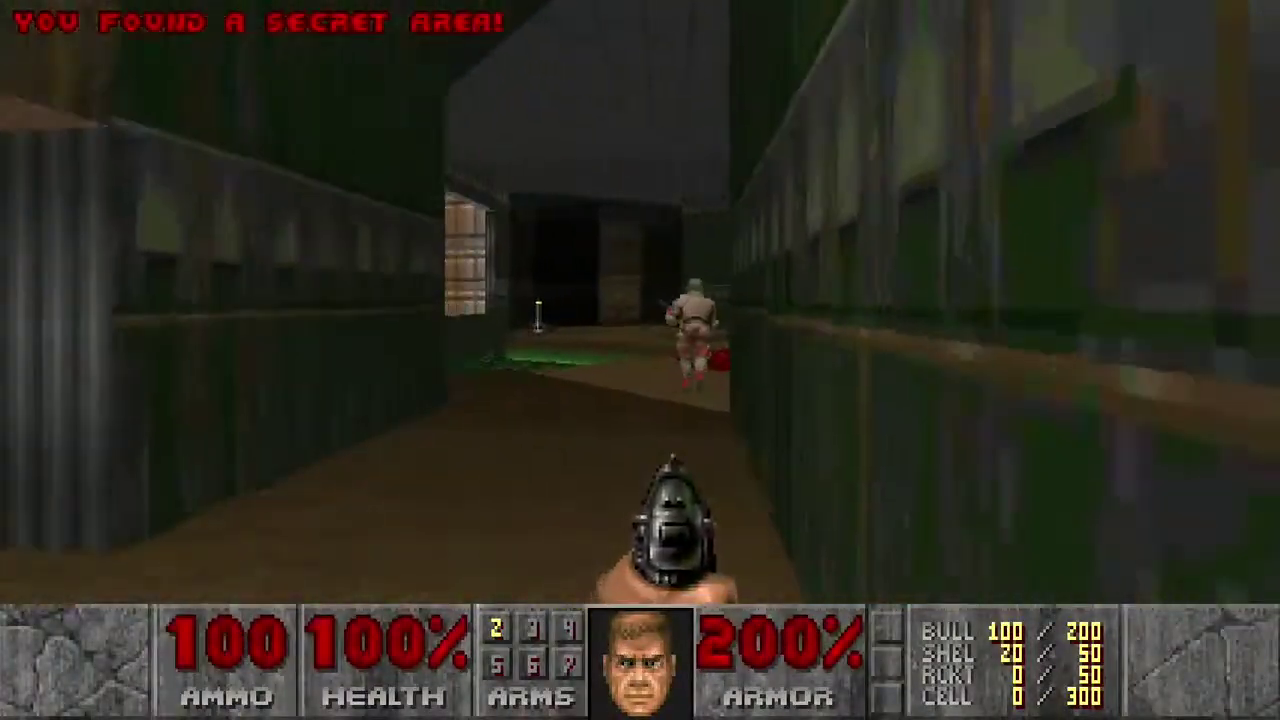 YOU FOUND A SECRET AREA!
100 100% 2 3 4 200% BULL 100 / 200
5 6 7 SHEL 20 / 50
RCKT 0 / 50
AMMO HEALTH ARMS ARMOR CELL 0 / 300